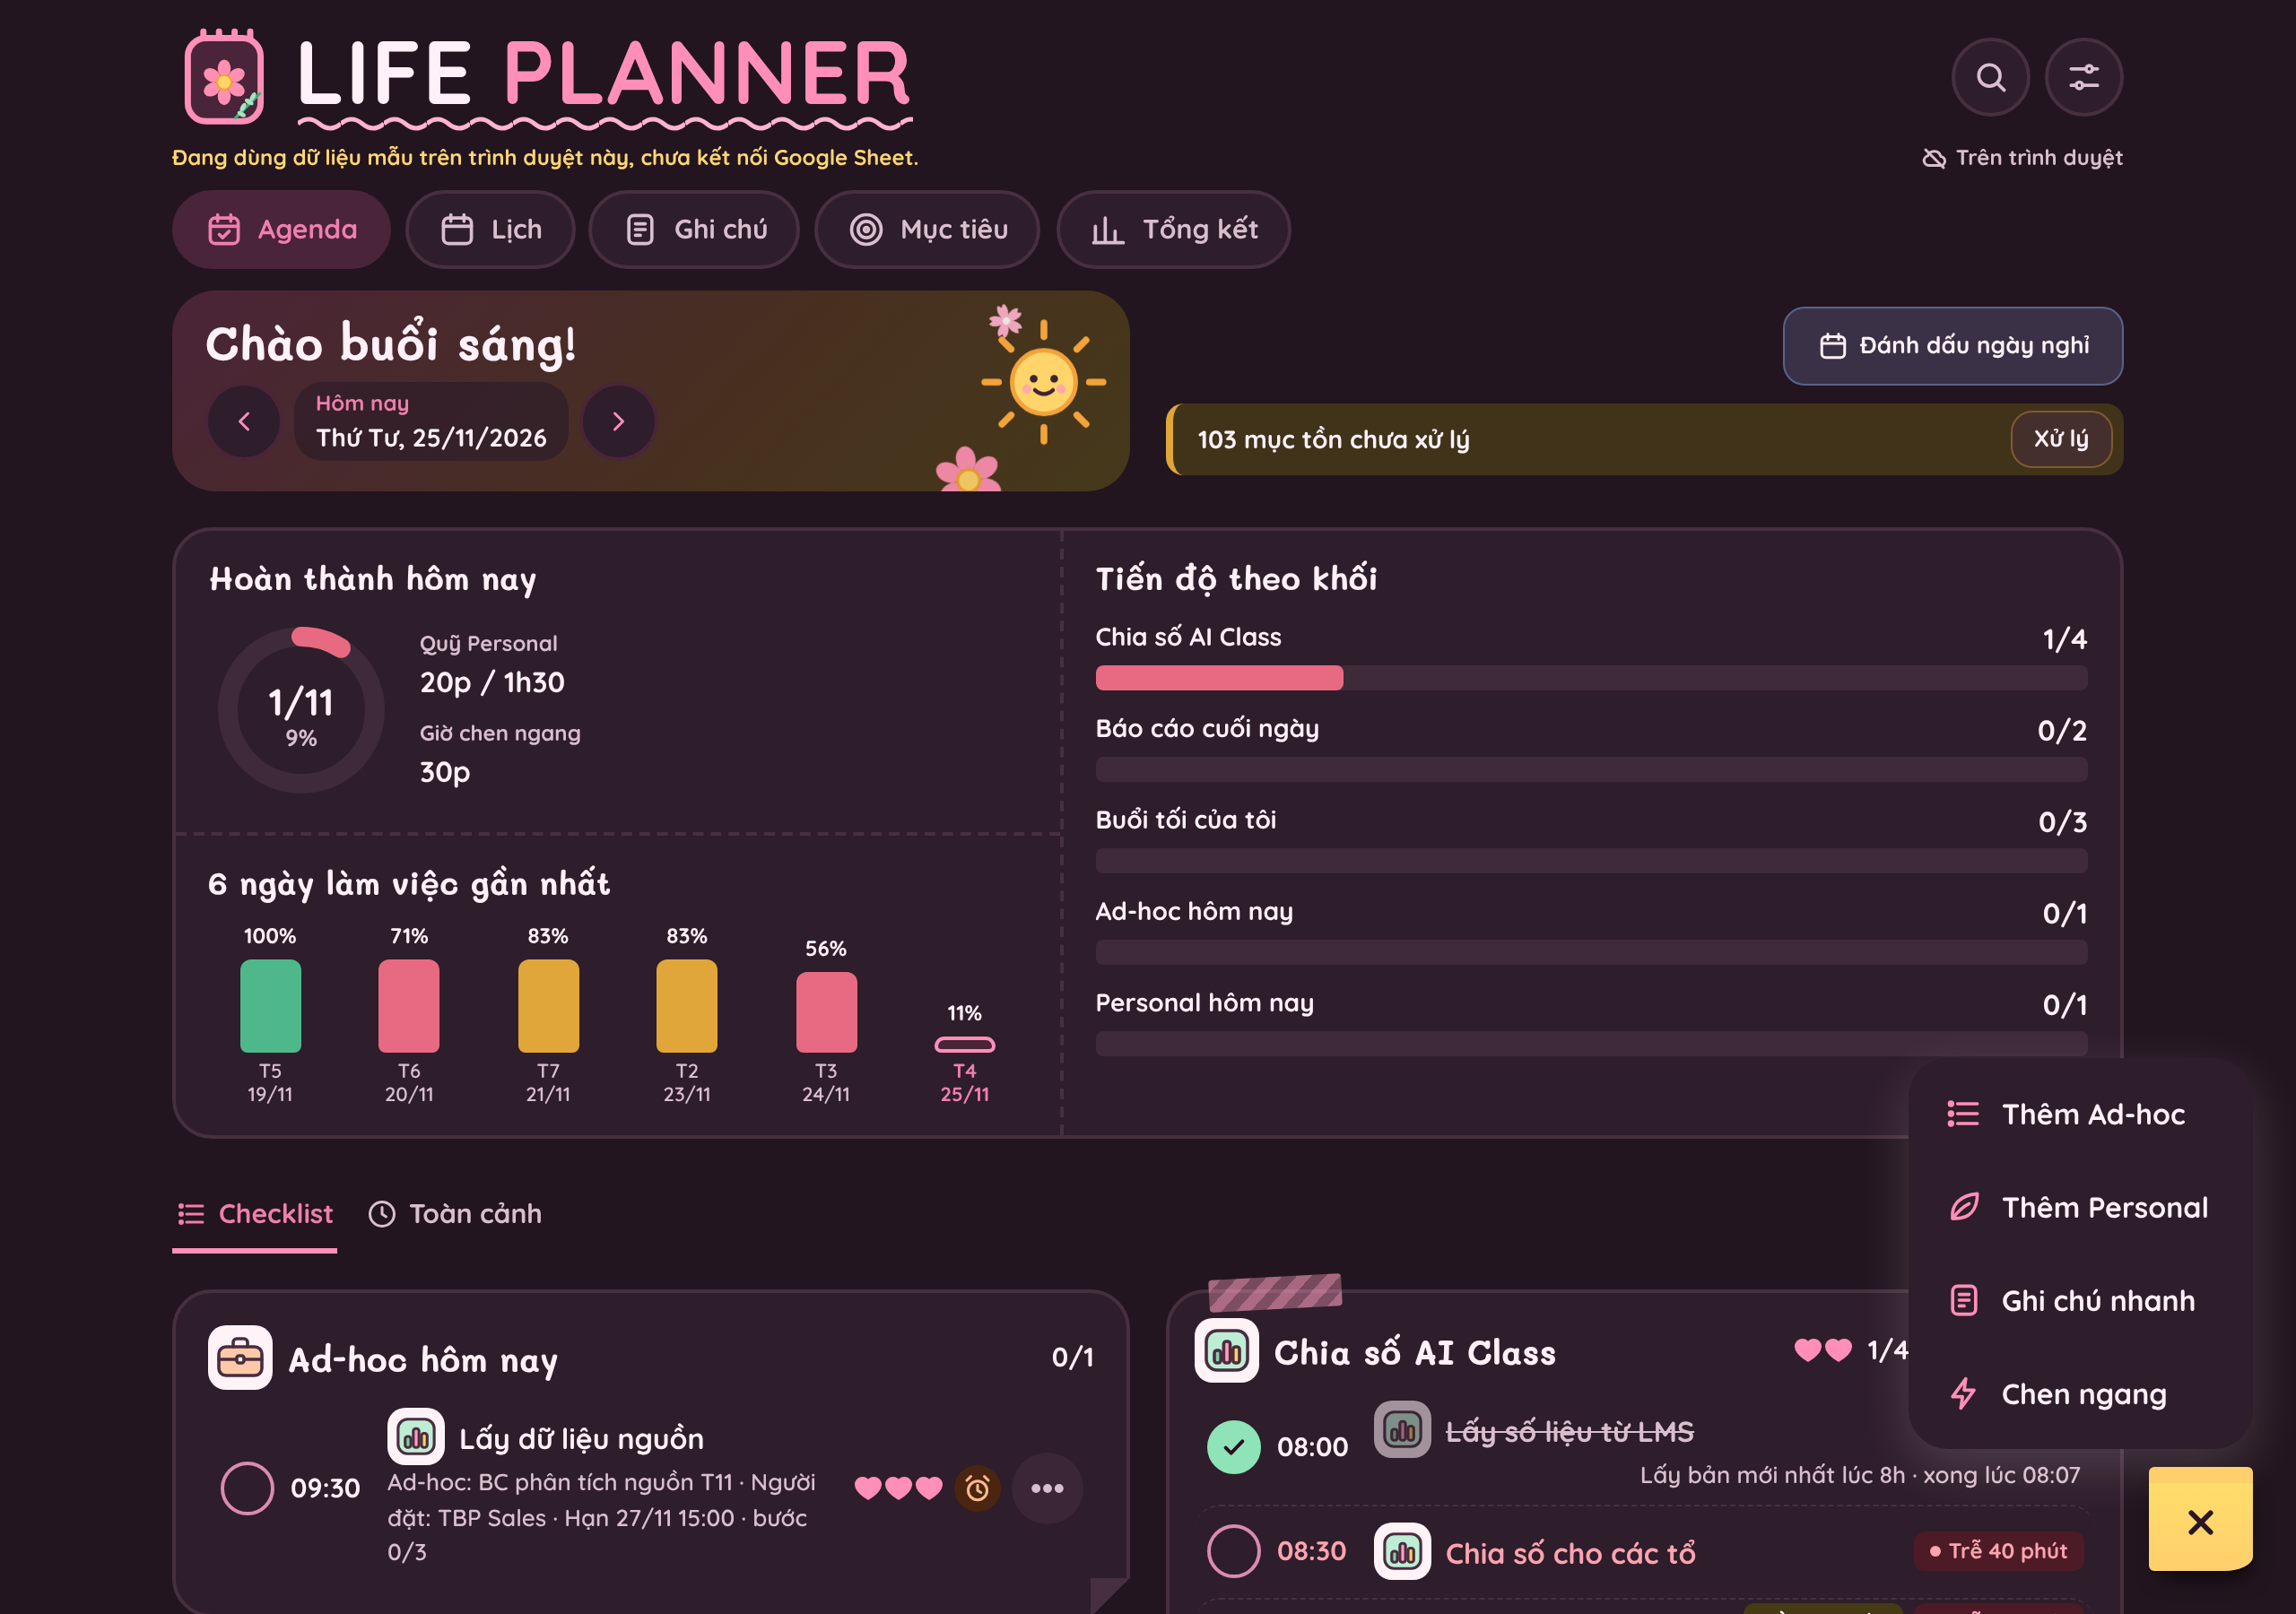 LIFE PLANNER
Đang dùng dữ liệu mẫu trên trình duyệt này, chưa kết nối Google Sheet.
Trên trình duyệt
Agenda
Lịch
Ghi chú
Mục tiêu
Tổng kết
Chào buổi sáng!
Hôm nay
Thứ Tư, 25/11/2026
Đánh dấu ngày nghỉ
103 mục tồn chưa xử lý
Xử lý
Hoàn thành hôm nay
1/11
9%
Quỹ Personal
20p / 1h30
Giờ chen ngang
30p
6 ngày làm việc gần nhất
100% 71% 83% 83% 56% 11%
T5 T6 T7 T2 T3 T4
19/11 20/11 21/11 23/11 24/11 25/11
Tiến độ theo khối
Chia số AI Class 1/4
Báo cáo cuối ngày 0/2
Buổi tối của tôi 0/3
Ad-hoc hôm nay 0/1
Personal hôm nay 0/1
Thêm Ad-hoc
Thêm Personal
Ghi chú nhanh
Chen ngang
Checklist
Toàn cảnh
Ad-hoc hôm nay 0/1
09:30
Lấy dữ liệu nguồn
Ad-hoc: BC phân tích nguồn T11 · Người
đặt: TBP Sales · Hạn 27/11 15:00 · bước
0/3
Chia số AI Class 1/4
08:00 Lấy số liệu từ LMS
Lấy bản mới nhất lúc 8h · xong lúc 08:07
08:30 Chia số cho các tổ
Trễ 40 phút